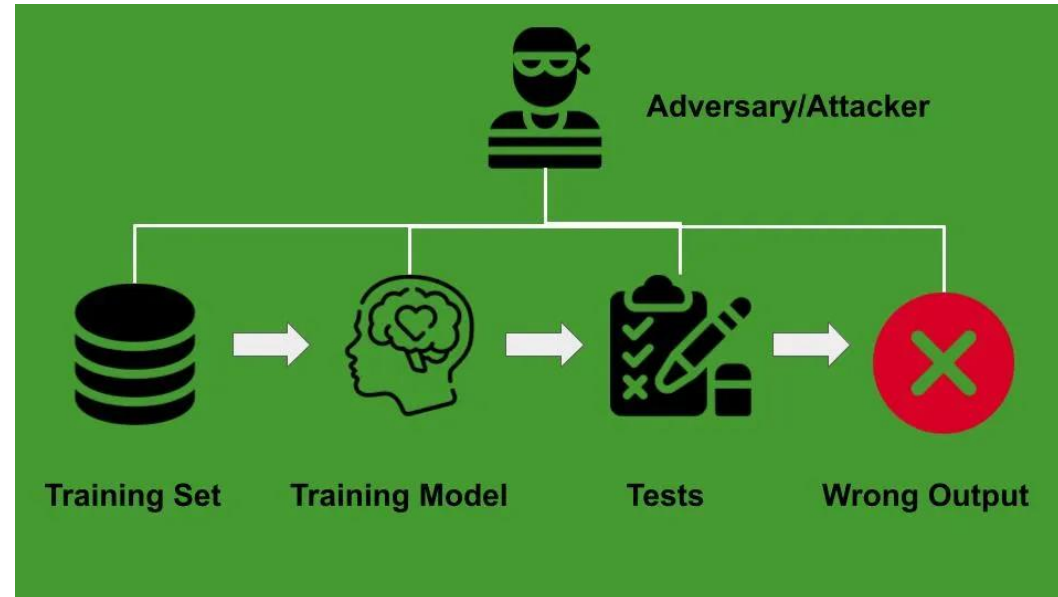 Adversary/Attacker
Training Set
Training Model
Tests
Wrong Output